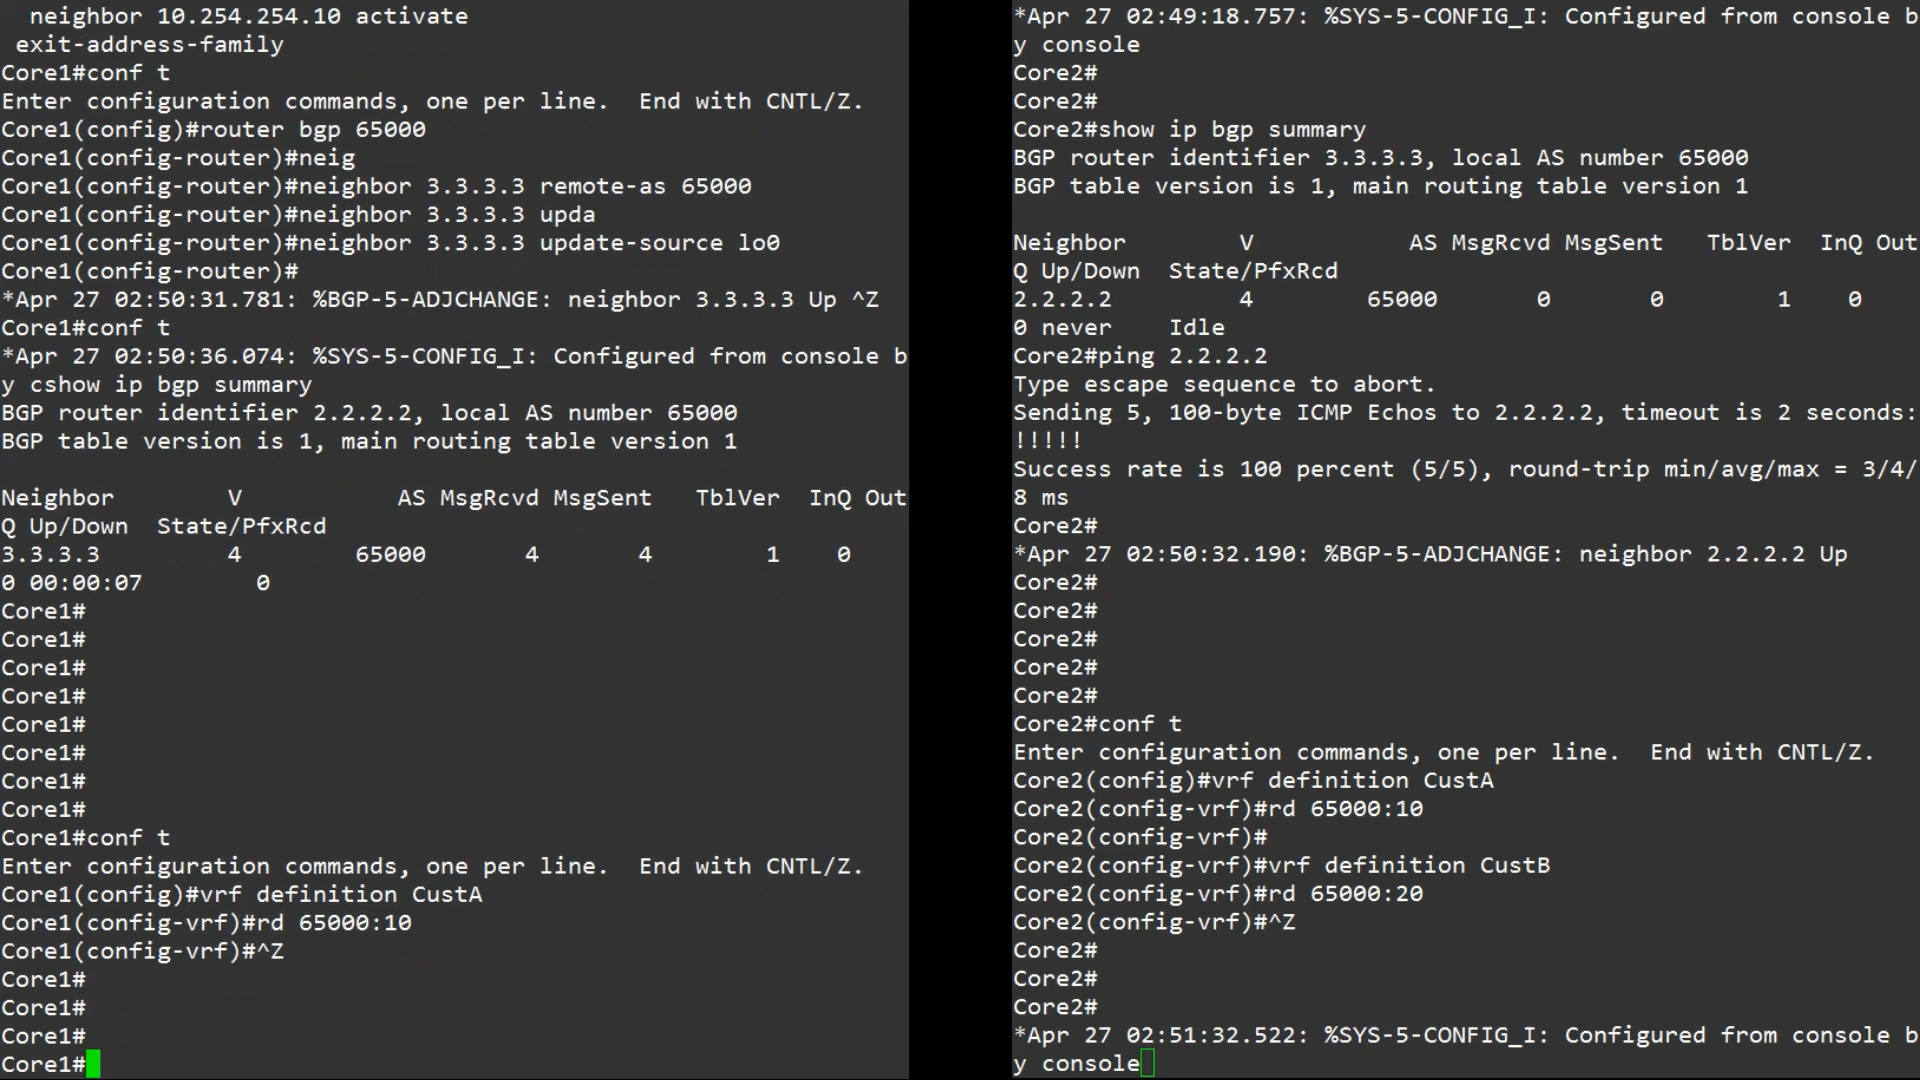 neighbor 10.254.254.10 activate
exit-address-family
Core1#conf t
Enter configuration commands, one per line.  End with CNTL/Z.
Core1(config)#router bgp 65000
Core1(config-router)#neig
Core1(config-router)#neighbor 3.3.3.3 remote-as 65000
Core1(config-router)#neighbor 3.3.3.3 upda
Core1(config-router)#neighbor 3.3.3.3 update-source lo0
Core1(config-router)#
*Apr 27 02:50:31.781: %BGP-5-ADJCHANGE: neighbor 3.3.3.3 Up ^Z
Core1#conf t
*Apr 27 02:50:36.074: %SYS-5-CONFIG_I: Configured from console b
y cshow ip bgp summary
BGP router identifier 2.2.2.2, local AS number 65000
BGP table version is 1, main routing table version 1
Neighbor        V           AS MsgRcvd MsgSent   TblVer  InQ Out
Q Up/Down  State/PfxRcd
3.3.3.3         4        65000       4       4        1    0
0 00:00:07        0
Core1#
Core1#
Core1#
Core1#
Core1#
Core1#
Core1#
Core1#
Core1#conf t
Enter configuration commands, one per line.  End with CNTL/Z.
Core1(config)#vrf definition CustA
Core1(config-vrf)#rd 65000:10
Core1(config-vrf)#^Z
Core1#
Core1#
Core1#
Core1#
*Apr 27 02:49:18.757: %SYS-5-CONFIG_I: Configured from console b
y console
Core2#
Core2#
Core2#show ip bgp summary
BGP router identifier 3.3.3.3, local AS number 65000
BGP table version is 1, main routing table version 1
Neighbor        V           AS MsgRcvd MsgSent   TblVer  InQ Out
Q Up/Down  State/PfxRcd
2.2.2.2         4        65000       0       0        1    0
0 never    Idle
Core2#ping 2.2.2.2
Type escape sequence to abort.
Sending 5, 100-byte ICMP Echos to 2.2.2.2, timeout is 2 seconds:
!!!!!
Success rate is 100 percent (5/5), round-trip min/avg/max = 3/4/
8 ms
Core2#
*Apr 27 02:50:32.190: %BGP-5-ADJCHANGE: neighbor 2.2.2.2 Up
Core2#
Core2#
Core2#
Core2#
Core2#
Core2#conf t
Enter configuration commands, one per line.  End with CNTL/Z.
Core2(config)#vrf definition CustA
Core2(config-vrf)#rd 65000:10
Core2(config-vrf)#
Core2(config-vrf)#vrf definition CustB
Core2(config-vrf)#rd 65000:20
Core2(config-vrf)#^Z
Core2#
Core2#
Core2#
*Apr 27 02:51:32.522: %SYS-5-CONFIG_I: Configured from console b
y console